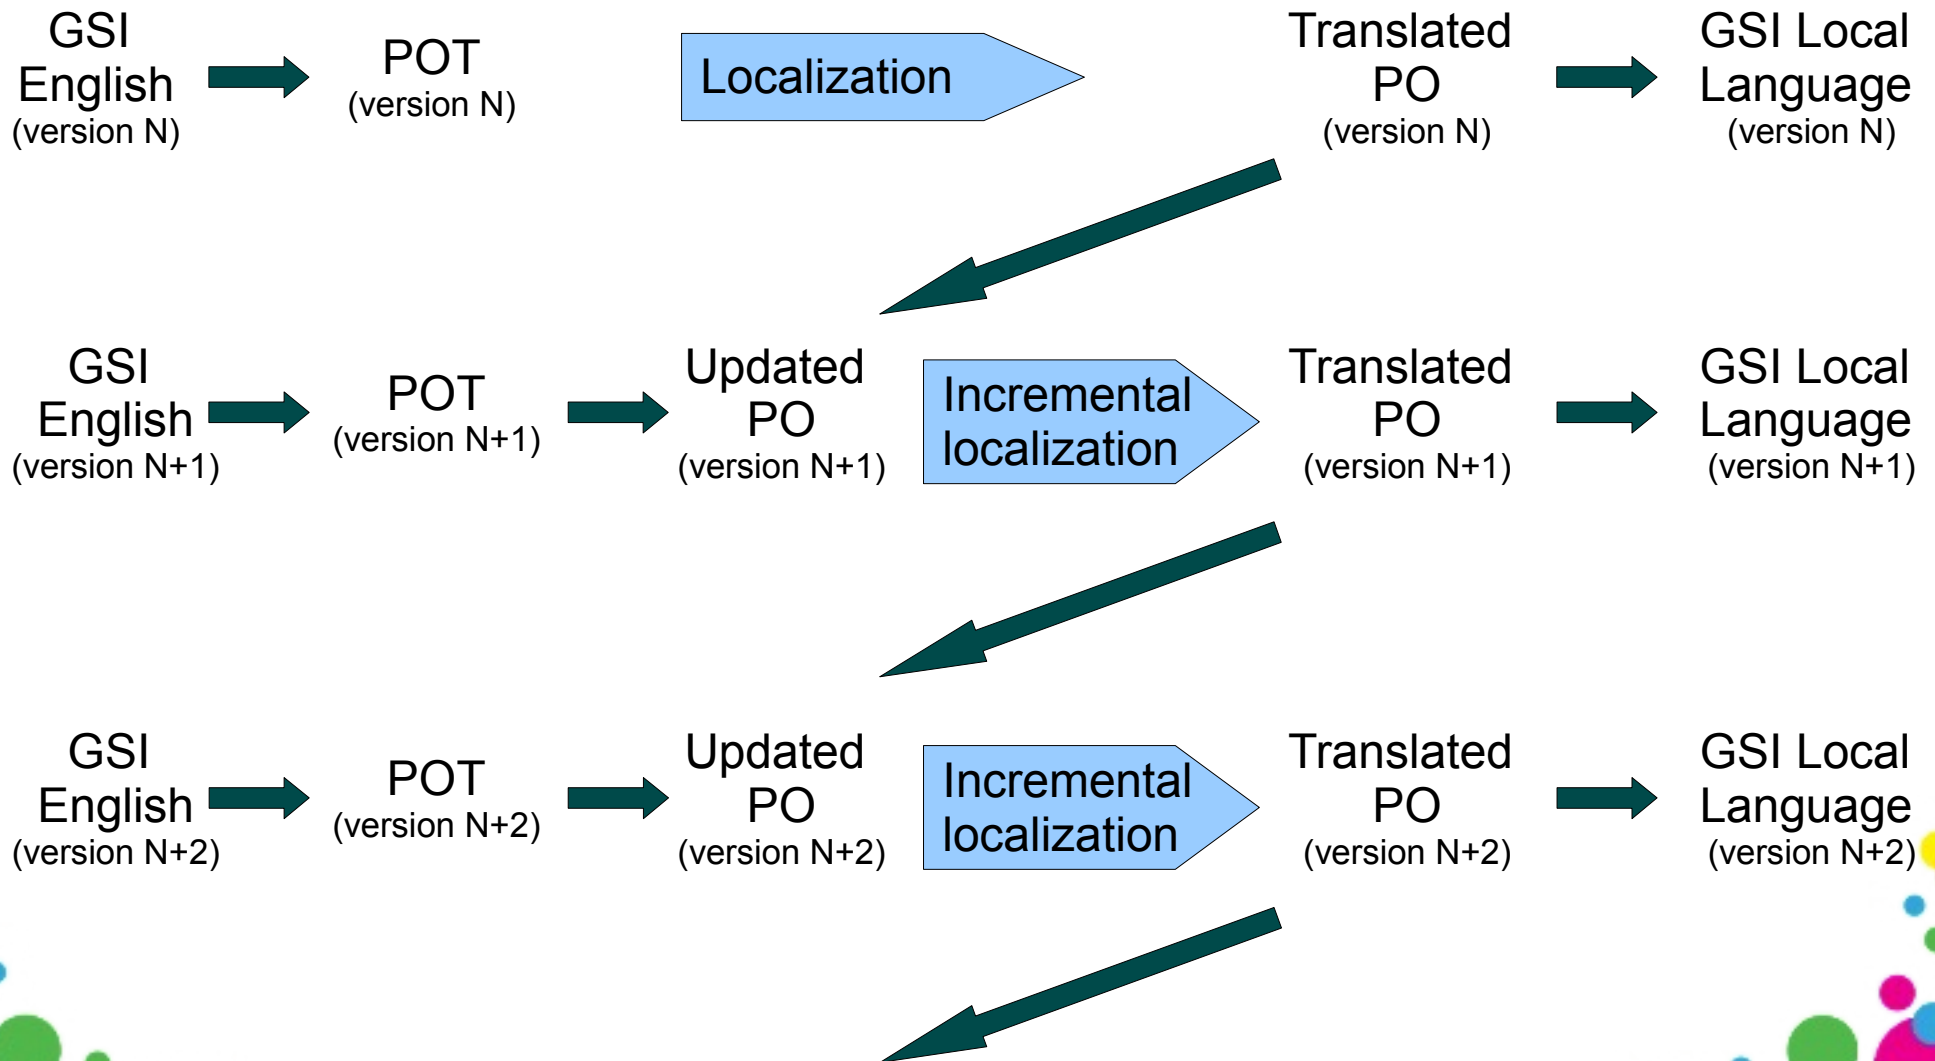 GSI
English
(version N)
POT
(version N)
Localization
Translated
PO
(version N)
GSI Local
Language
(version N)
GSI
English
(version N+1)
POT
(version N+1)
Updated
PO
(version N+1)
Incremental
localization
Translated
PO
(version N+1)
GSI Local
Language
(version N+1)
GSI
English
(version N+2)
POT
(version N+2)
Updated
PO
(version N+2)
Incremental
localization
Translated
PO
(version N+2)
GSI Local
Language
(version N+2)